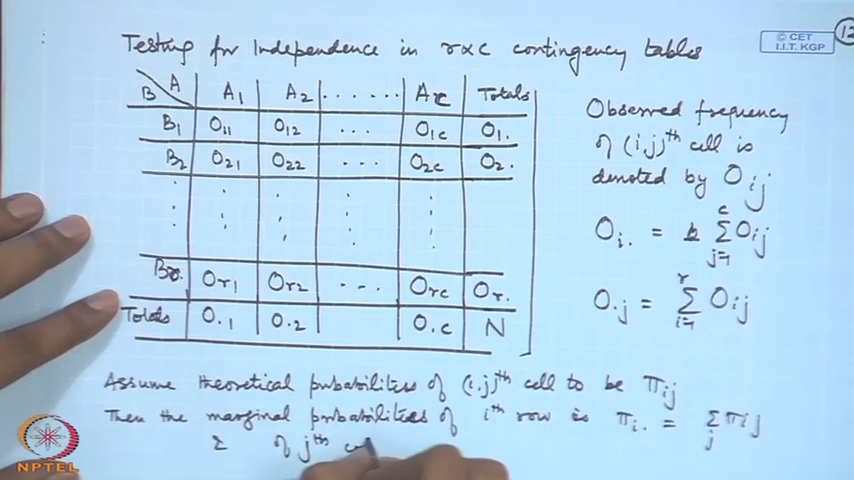 Testing for Independence in r×c contingency tables
© CET
I.I.T. KGP
12
B A A1 A2 ....... Ac Totals
B1 O11 O12 ... O1c O1.
B2 O21 O22 ... O2c O2.
Br Or1 Or2 ... Orc Or.
Totals O.1 O.2 O.c N
Observed frequency
of (i,j)th cell is
denoted by Oij
Oi. = Σ j=1 c Oij
O.j = Σ i=1 r Oij
Assume theoretical probabilities of (i,j)th cell to be πij
Then the marginal probabilities of ith row is πi. = Σj πij
& of jth
NPTEL